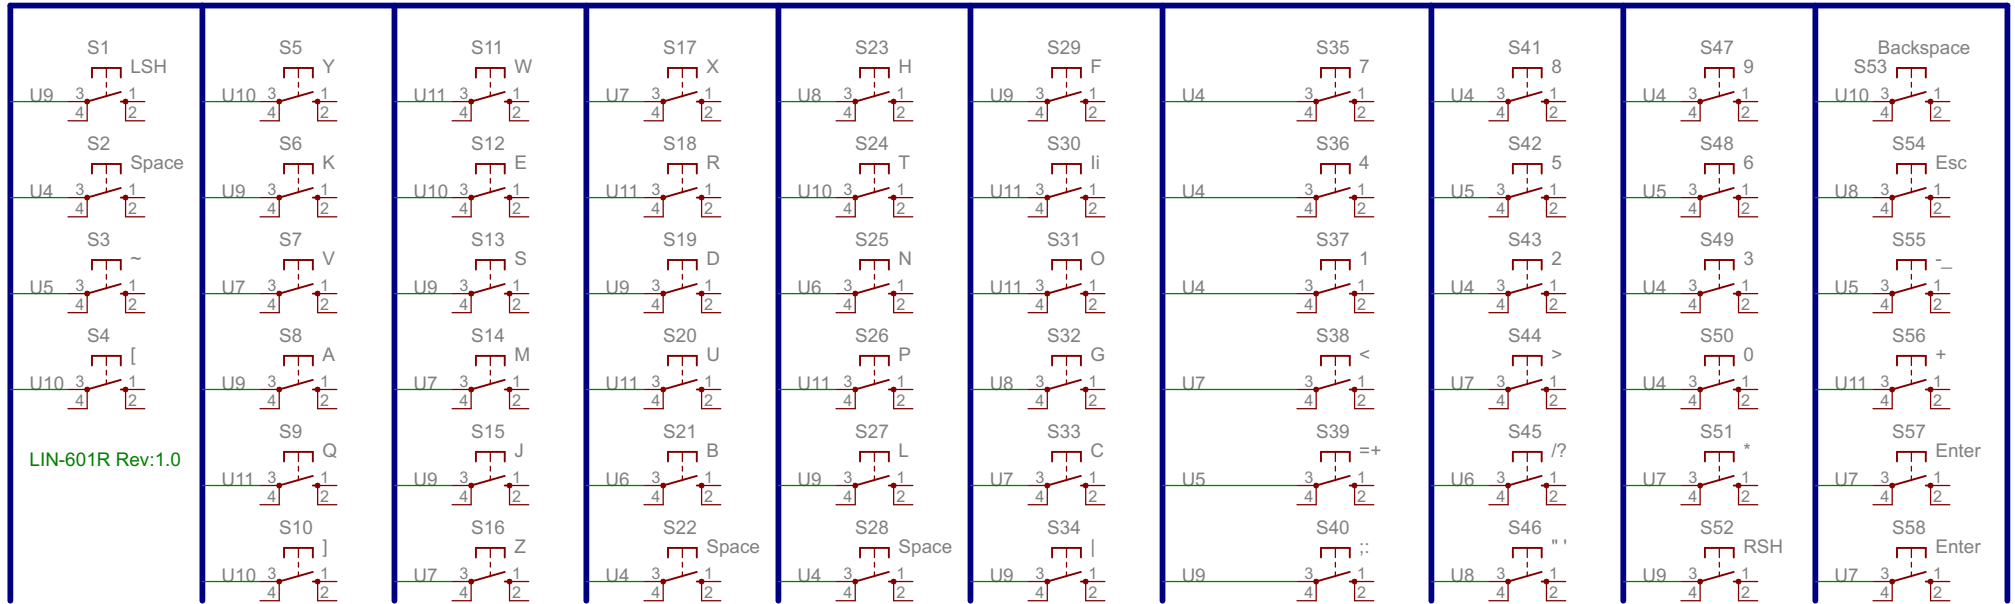 S1 S5 S11 S17 S23 S29 S35 S41 S47 Backspace
LSH Y W X H F 7 8 9 S53
U9 3 1 U10 3 1 U11 3 1 U7 3 1 U8 3 1 U9 3 1 U4 3 1 U4 3 1 U4 3 1 U10 3 1
4 2 4 2 4 2 4 2 4 2 4 2 4 2 4 2 4 2 4 2
S2 S6 S12 S18 S24 S30 S36 S42 S48 S54
Space K E R T Ii 4 5 6 Esc
U4 3 1 U9 3 1 U10 3 1 U11 3 1 U10 3 1 U11 3 1 U4 3 1 U5 3 1 U5 3 1 U8 3 1
4 2 4 2 4 2 4 2 4 2 4 2 4 2 4 2 4 2 4 2
S3 S7 S13 S19 S25 S31 S37 S43 S49 S55
~ V S D N O 1 2 3 -_
U5 3 1 U7 3 1 U9 3 1 U9 3 1 U6 3 1 U11 3 1 U4 3 1 U4 3 1 U4 3 1 U5 3 1
4 2 4 2 4 2 4 2 4 2 4 2 4 2 4 2 4 2 4 2
S4 S8 S14 S20 S26 S32 S38 S44 S50 S56
[ A M U P G < > 0 +
U10 3 1 U9 3 1 U7 3 1 U11 3 1 U11 3 1 U8 3 1 U7 3 1 U7 3 1 U4 3 1 U11 3 1
4 2 4 2 4 2 4 2 4 2 4 2 4 2 4 2 4 2 4 2
S9 S15 S21 S27 S33 S39 S45 S51 S57
LIN-601R Rev:1.0 Q J B L C =+ /? * Enter
U11 3 1 U9 3 1 U6 3 1 U9 3 1 U7 3 1 U5 3 1 U6 3 1 U7 3 1 U7 3 1
4 2 4 2 4 2 4 2 4 2 4 2 4 2 4 2 4 2
S10 S16 S22 S28 S34 S40 S46 S52 S58
] Z Space Space | ;: " ' RSH Enter
U10 3 1 U7 3 1 U4 3 1 U4 3 1 U9 3 1 U9 3 1 U8 3 1 U9 3 1 U7 3 1
4 2 4 2 4 2 4 2 4 2 4 2 4 2 4 2 4 2